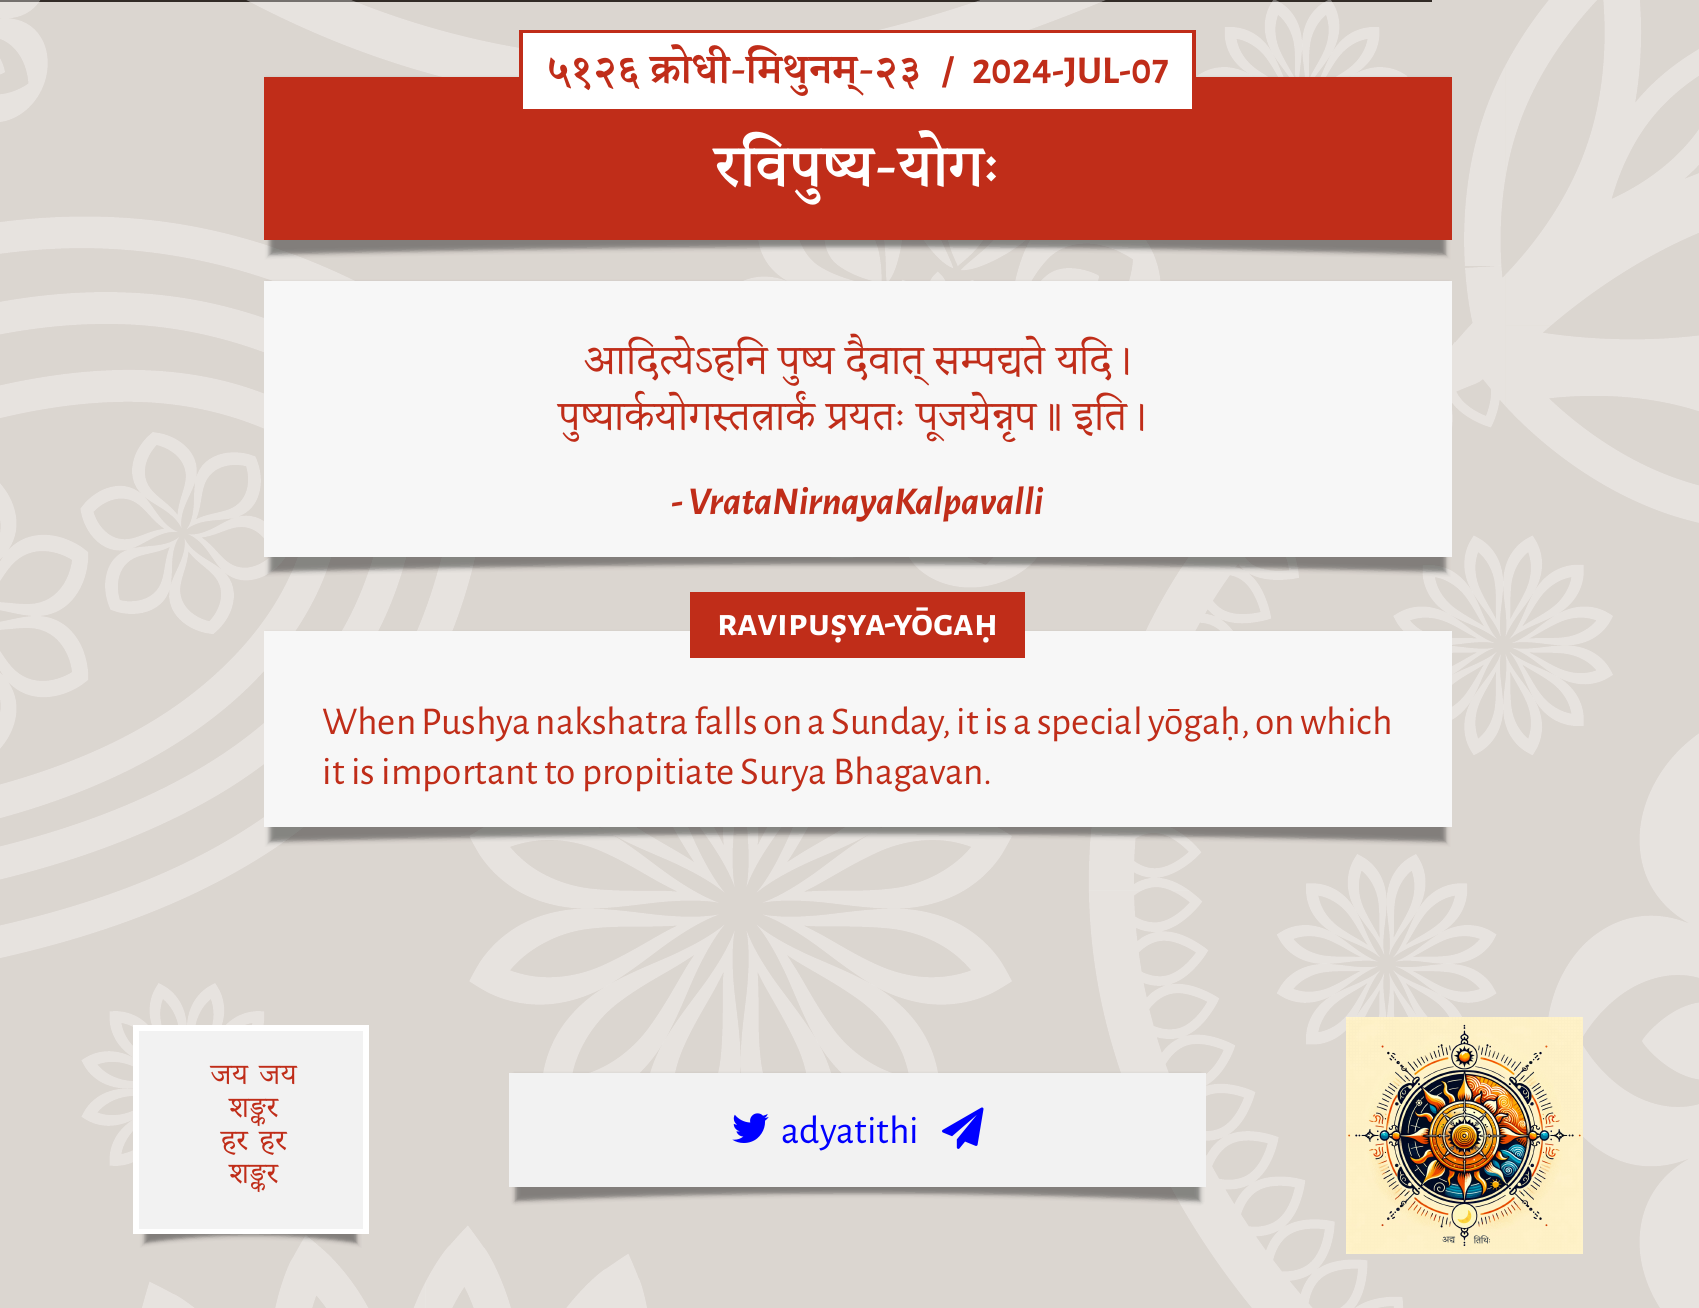 ५१२६ क्रोधी-मिथुनम्-२३ / 2024-JUL-07
रविपुष्य-योगः
आदित्येऽहनि पुष्य दैवात् सम्पद्यते यदि।
पुष्यार्कयोगस्तत्रार्कं प्रयतः पूजयेन्नृप॥ इति।
- VrataNirnayaKalpavalli
RAVIPUṢYA-YŌGAḤ
When Pushya nakshatra falls on a Sunday, it is a special yōgaḥ, on which
it is important to propitiate Surya Bhagavan.
जय जय
शङ्कर
हर हर
शङ्कर
adyatithi
अद्य तिथिः